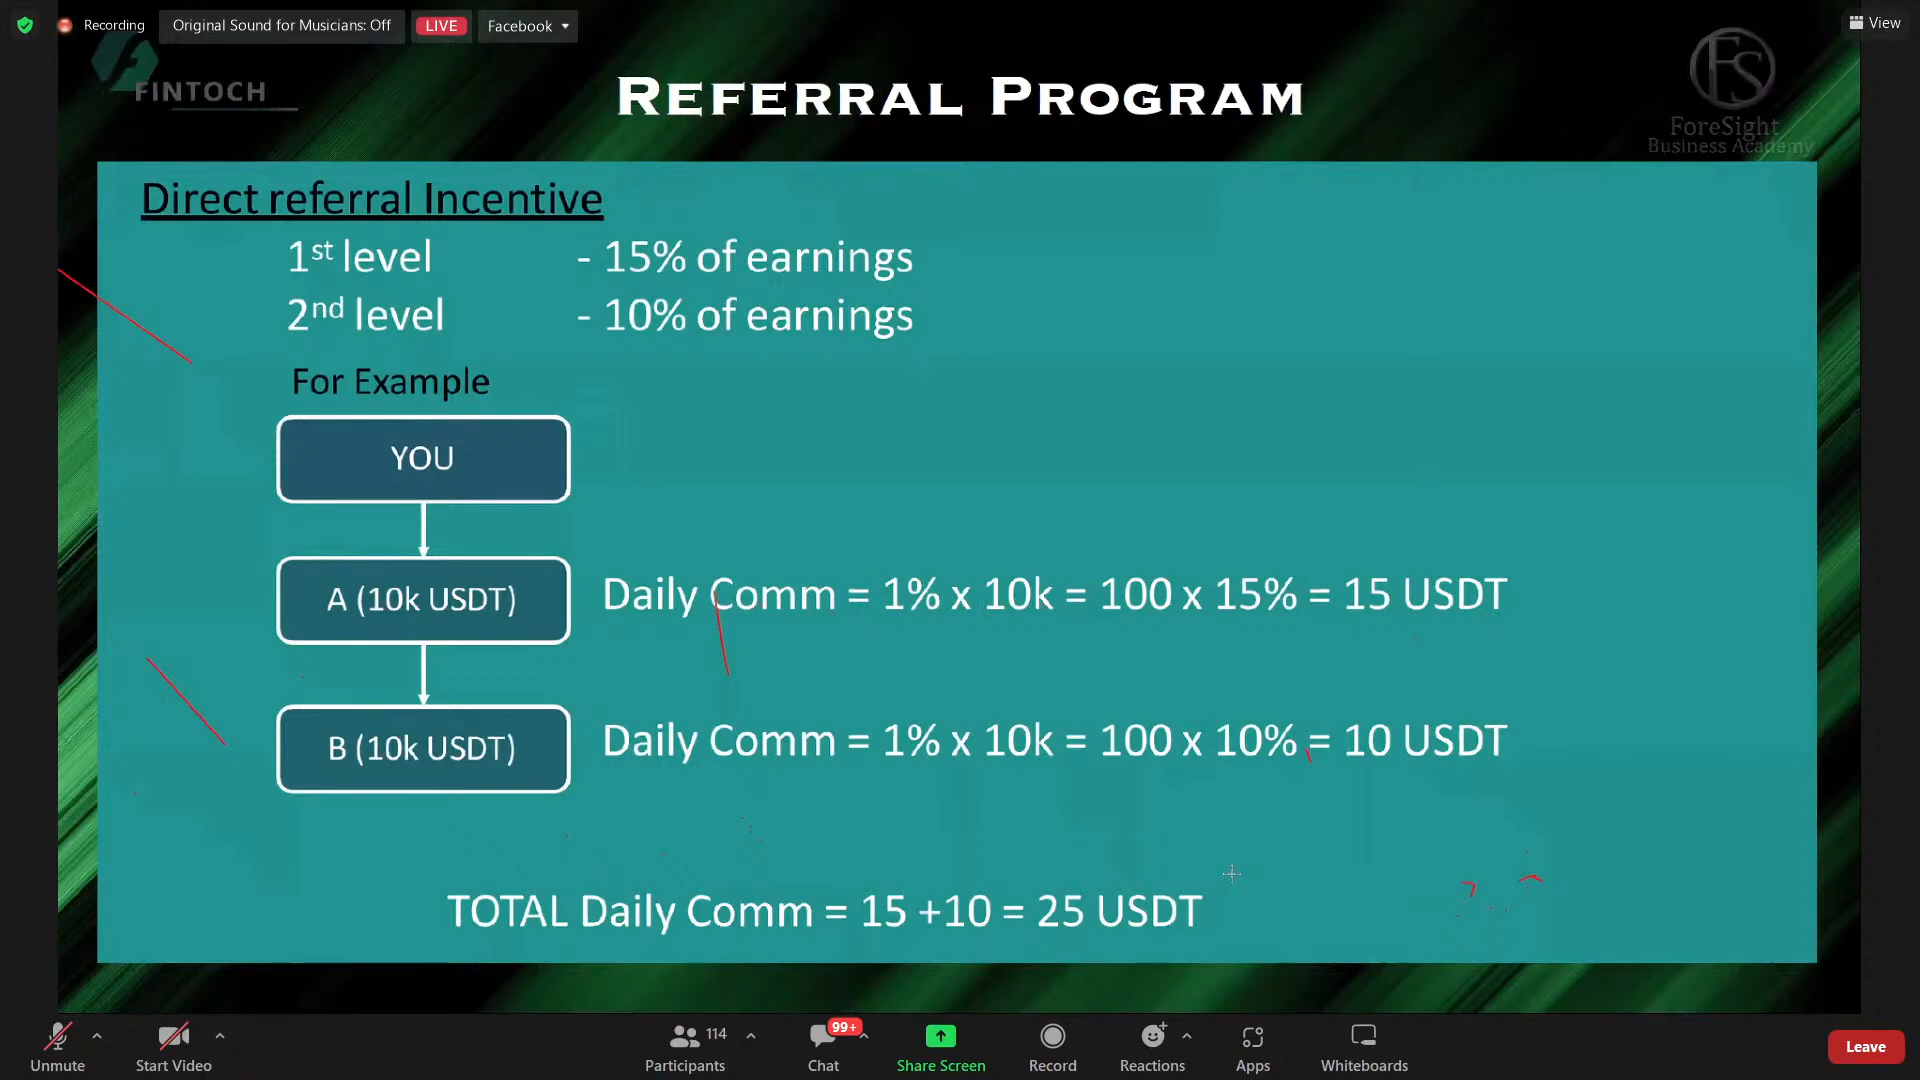 Recording
Original Sound for Musicians: Off
LIVE
Facebook
View
FINTOCH
REFERRAL PROGRAM
FS
ForeSight
Business Academy
Direct referral Incentive
1st level - 15% of earnings
2nd level - 10% of earnings
For Example
YOU
A (10k USDT)
Daily Comm = 1% x 10k = 100 x 15% = 15 USDT
B (10k USDT)
Daily Comm = 1% x 10k = 100 x 10% = 10 USDT
TOTAL Daily Comm = 15 +10 = 25 USDT
Unmute
Start Video
114
Participants
99+
Chat
Share Screen
Record
Reactions
Apps
Whiteboards
Leave